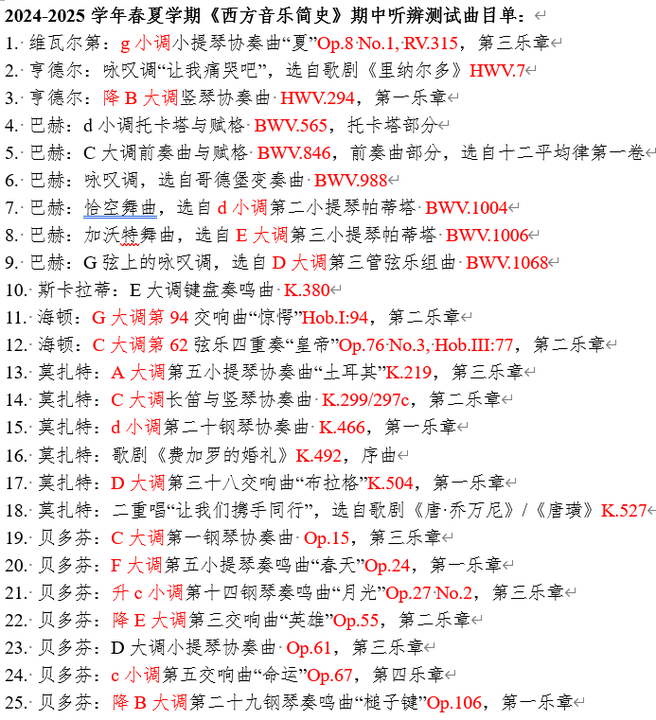 2024-2025 学年春夏学期《西方音乐简史》期中听辨测试曲目单：
1. 维瓦尔第：g 小调小提琴协奏曲“夏”Op.8 No.1, RV.315，第三乐章
2. 亨德尔：咏叹调“让我痛哭吧”，选自歌剧《里纳尔多》HWV.7
3. 亨德尔：降 B 大调竖琴协奏曲 HWV.294，第一乐章
4. 巴赫：d 小调托卡塔与赋格 BWV.565，托卡塔部分
5. 巴赫：C 大调前奏曲与赋格 BWV.846，前奏曲部分，选自十二平均律第一卷
6. 巴赫：咏叹调，选自哥德堡变奏曲 BWV.988
7. 巴赫：恰空舞曲，选自 d 小调第二小提琴帕蒂塔 BWV.1004
8. 巴赫：加沃特舞曲，选自 E 大调第三小提琴帕蒂塔 BWV.1006
9. 巴赫：G 弦上的咏叹调，选自 D 大调第三管弦乐组曲 BWV.1068
10. 斯卡拉蒂：E 大调键盘奏鸣曲 K.380
11. 海顿：G 大调第 94 交响曲“惊愕”Hob.I:94，第二乐章
12. 海顿：C 大调第 62 弦乐四重奏“皇帝”Op.76 No.3, Hob.III:77，第二乐章
13. 莫扎特：A 大调第五小提琴协奏曲“土耳其”K.219，第三乐章
14. 莫扎特：C 大调长笛与竖琴协奏曲 K.299/297c，第二乐章
15. 莫扎特：d 小调第二十钢琴协奏曲 K.466，第一乐章
16. 莫扎特：歌剧《费加罗的婚礼》K.492，序曲
17. 莫扎特：D 大调第三十八交响曲“布拉格”K.504，第一乐章
18. 莫扎特：二重唱“让我们携手同行”，选自歌剧《唐·乔万尼》/《唐璜》K.527
19. 贝多芬：C 大调第一钢琴协奏曲 Op.15，第三乐章
20. 贝多芬：F 大调第五小提琴奏鸣曲“春天”Op.24，第一乐章
21. 贝多芬：升 c 小调第十四钢琴奏鸣曲“月光”Op.27 No.2，第三乐章
22. 贝多芬：降 E 大调第三交响曲“英雄”Op.55，第二乐章
23. 贝多芬：D 大调小提琴协奏曲 Op.61，第三乐章
24. 贝多芬：c 小调第五交响曲“命运”Op.67，第四乐章
25. 贝多芬：降 B 大调第二十九钢琴奏鸣曲“槌子键”Op.106，第一乐章